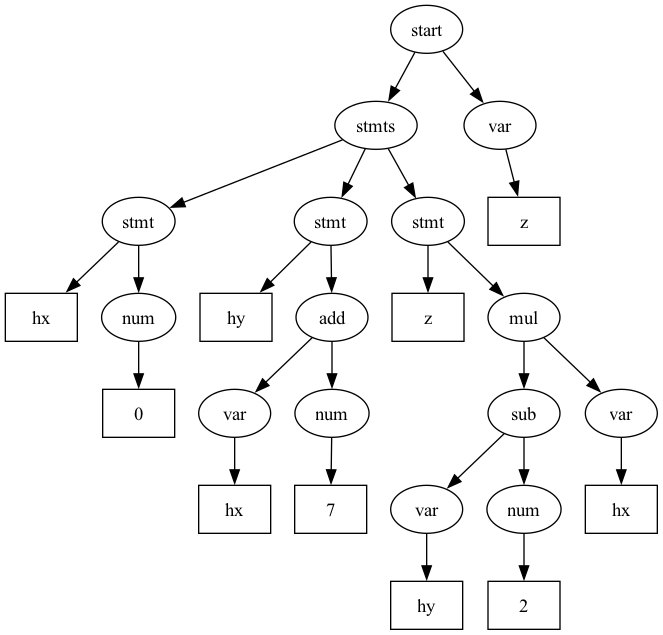 start
stmts var
stmt stmt stmt z
hx num hy add z mul
0 var num sub var
hx 7 var num hx
hy 2